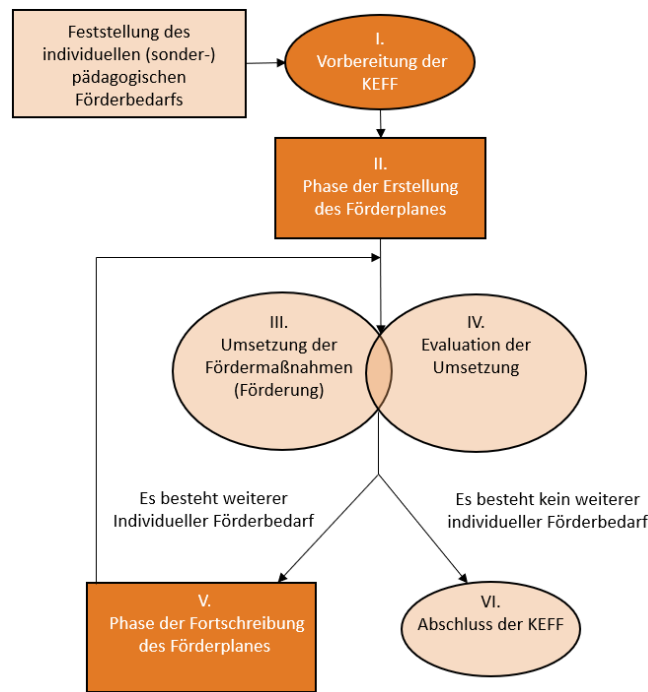 Feststellung des
individuellen (sonder-)
pädagogischen
Förderbedarfs
I.
Vorbereitung der
KEFF
II.
Phase der Erstellung
des Förderplanes
III.
Umsetzung der
Fördermaßnahmen
(Förderung)
IV.
Evaluation der
Umsetzung
Es besteht weiterer
Individueller Förderbedarf
Es besteht kein weiterer
individueller Förderbedarf
V.
Phase der Fortschreibung
des Förderplanes
VI.
Abschluss der KEFF